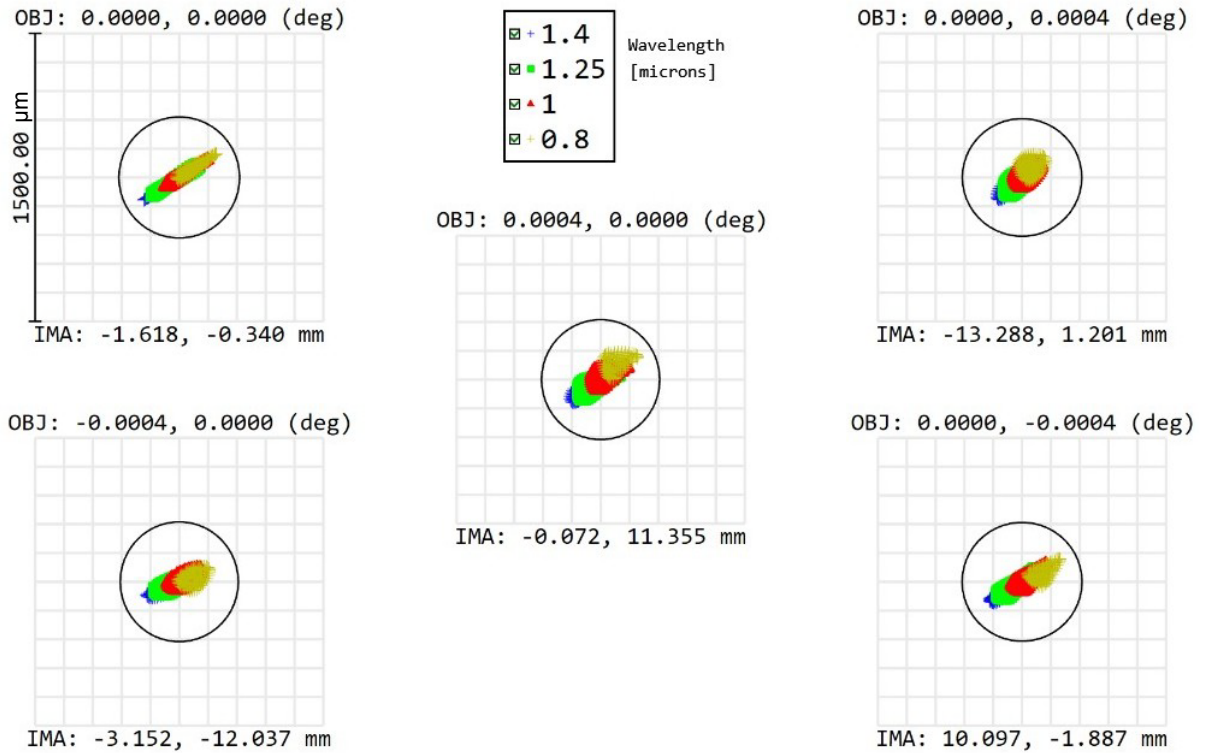 OBJ: 0.0000, 0.0000 (deg)
1500.00 µm
IMA: -1.618, -0.340 mm
+ 1.4
1.25
1
+ 0.8
Wavelength
[microns]
OBJ: 0.0000, 0.0004 (deg)
IMA: -13.288, 1.201 mm
OBJ: 0.0004, 0.0000 (deg)
IMA: -0.072, 11.355 mm
OBJ: -0.0004, 0.0000 (deg)
IMA: -3.152, -12.037 mm
OBJ: 0.0000, -0.0004 (deg)
IMA: 10.097, -1.887 mm